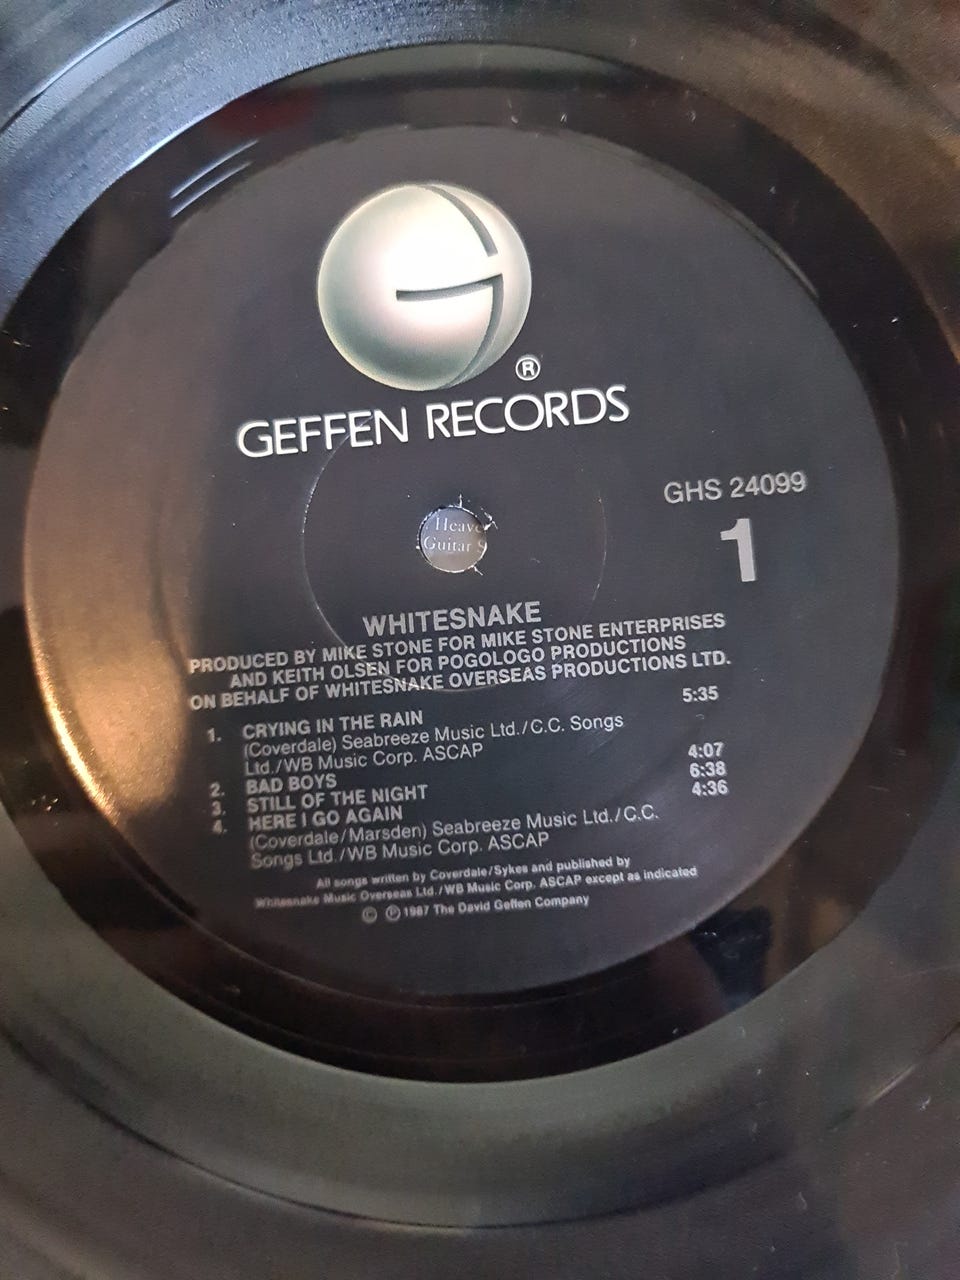 ®
GEFFEN RECORDS
GHS 24099
1
Heave
Guitar S
WHITESNAKE
PRODUCED BY MIKE STONE FOR MIKE STONE ENTERPRISES
AND KEITH OLSEN FOR POGOLOGO PRODUCTIONS
ON BEHALF OF WHITESNAKE OVERSEAS PRODUCTIONS LTD.
1. CRYING IN THE RAIN 5:35
(Coverdale) Seabreeze Music Ltd./C.C. Songs
Ltd./WB Music Corp. ASCAP
2. BAD BOYS 4:07
3. STILL OF THE NIGHT 6:38
4. HERE I GO AGAIN 4:36
(Coverdale/Marsden) Seabreeze Music Ltd./C.C.
Songs Ltd./WB Music Corp. ASCAP
All songs written by Coverdale/Sykes and published by
Whitesnake Music Overseas Ltd./WB Music Corp. ASCAP except as indicated
© ℗ 1987 The David Geffen Company